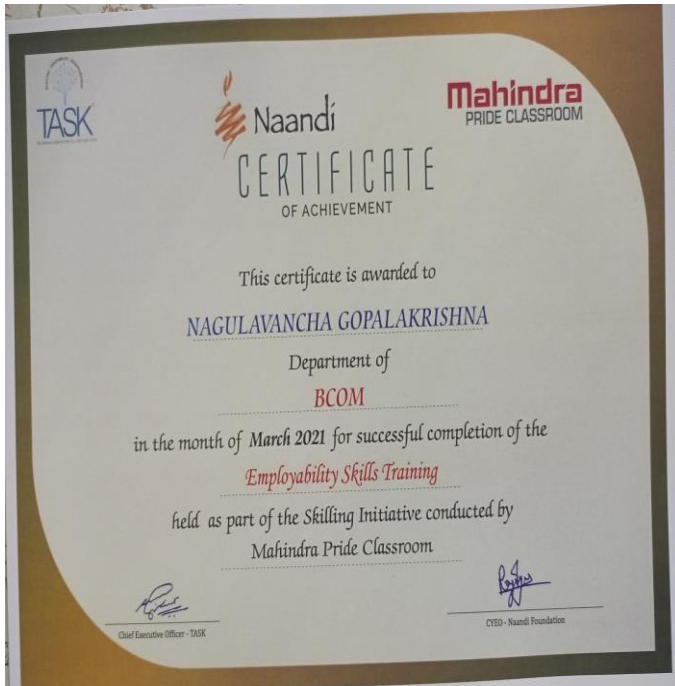 TASK
Naandi
Mahindra
PRIDE CLASSROOM
CERTIFICATE
OF ACHIEVEMENT
This certificate is awarded to
NAGULAVANCHA GOPALAKRISHNA
Department of
BCOM
in the month of March 2021 for successful completion of the
Employability Skills Training
held as part of the Skilling Initiative conducted by
Mahindra Pride Classroom
Chief Executive Officer - TASK
CYEO - Naandi Foundation